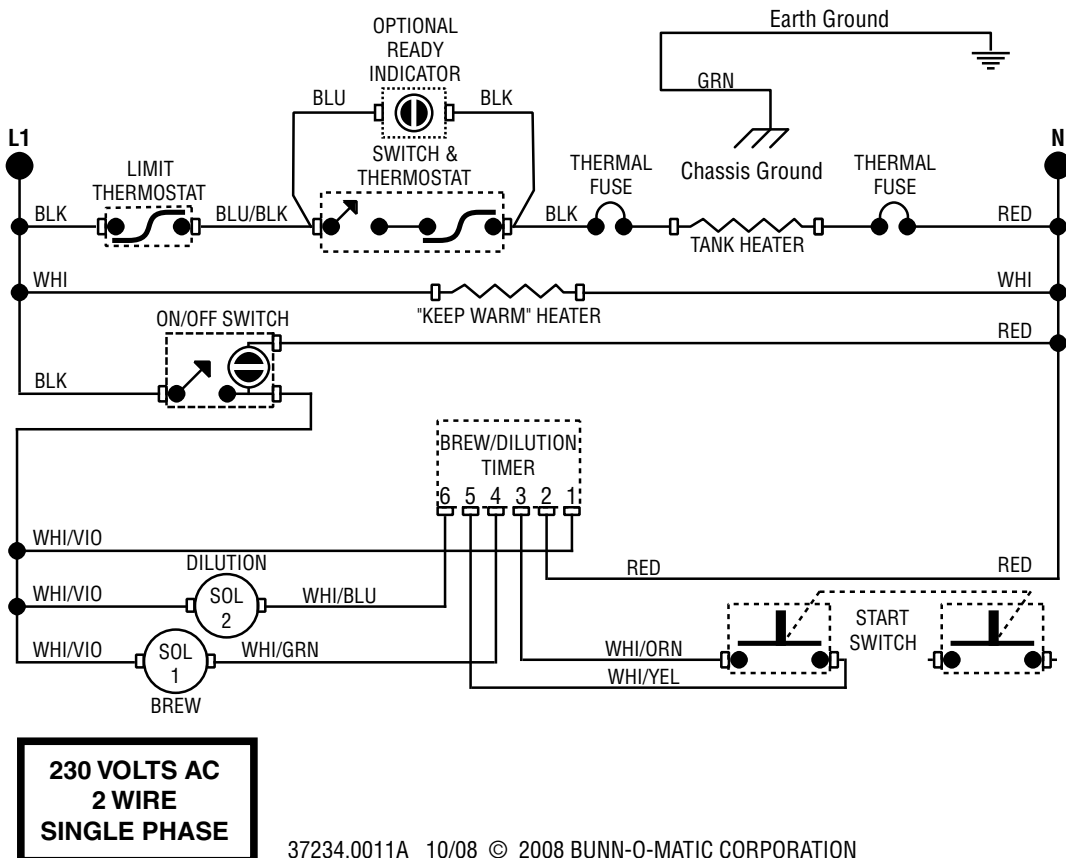 Earth Ground
OPTIONAL
READY
INDICATOR
GRN
BLU
BLK
L1
N
SWITCH &
THERMOSTAT
THERMAL
FUSE
Chassis Ground
THERMAL
FUSE
LIMIT
THERMOSTAT
BLK
BLU/BLK
BLK
RED
TANK HEATER
WHI
WHI
"KEEP WARM" HEATER
ON/OFF SWITCH
RED
BLK
BREW/DILUTION
TIMER
6 5 4 3 2 1
WHI/VIO
DILUTION
RED
RED
WHI/VIO
SOL
2
WHI/BLU
START
SWITCH
WHI/VIO
SOL
1
WHI/GRN
WHI/ORN
WHI/YEL
BREW
230 VOLTS AC
2 WIRE
SINGLE PHASE
37234.0011A 10/08 © 2008 BUNN-O-MATIC CORPORATION